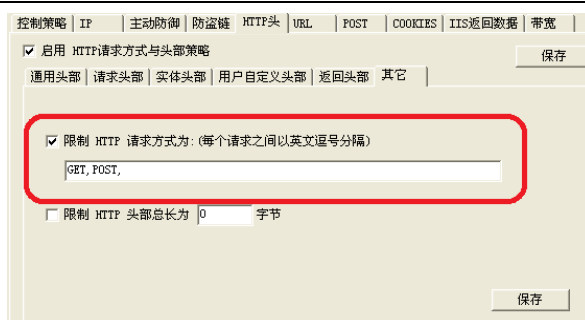 控制策略 IP 主动防御 防盗链 HTTP头 URL POST COOKIES IIS返回数据 带宽
启用 HTTP请求方式与头部策略 保存
通用头部 请求头部 实体头部 用户自定义头部 返回头部 其它
限制 HTTP 请求方式为:(每个请求之间以英文逗号分隔)
GET,POST,
限制 HTTP 头部总长为 0 字节
保存